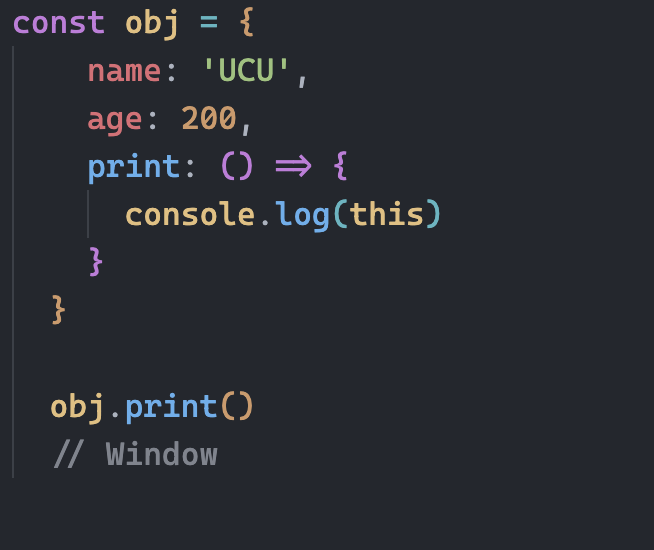 const obj = {
name: 'UCU',
age: 200,
print: () => {
console.log(this)
}
}
obj.print()
// Window